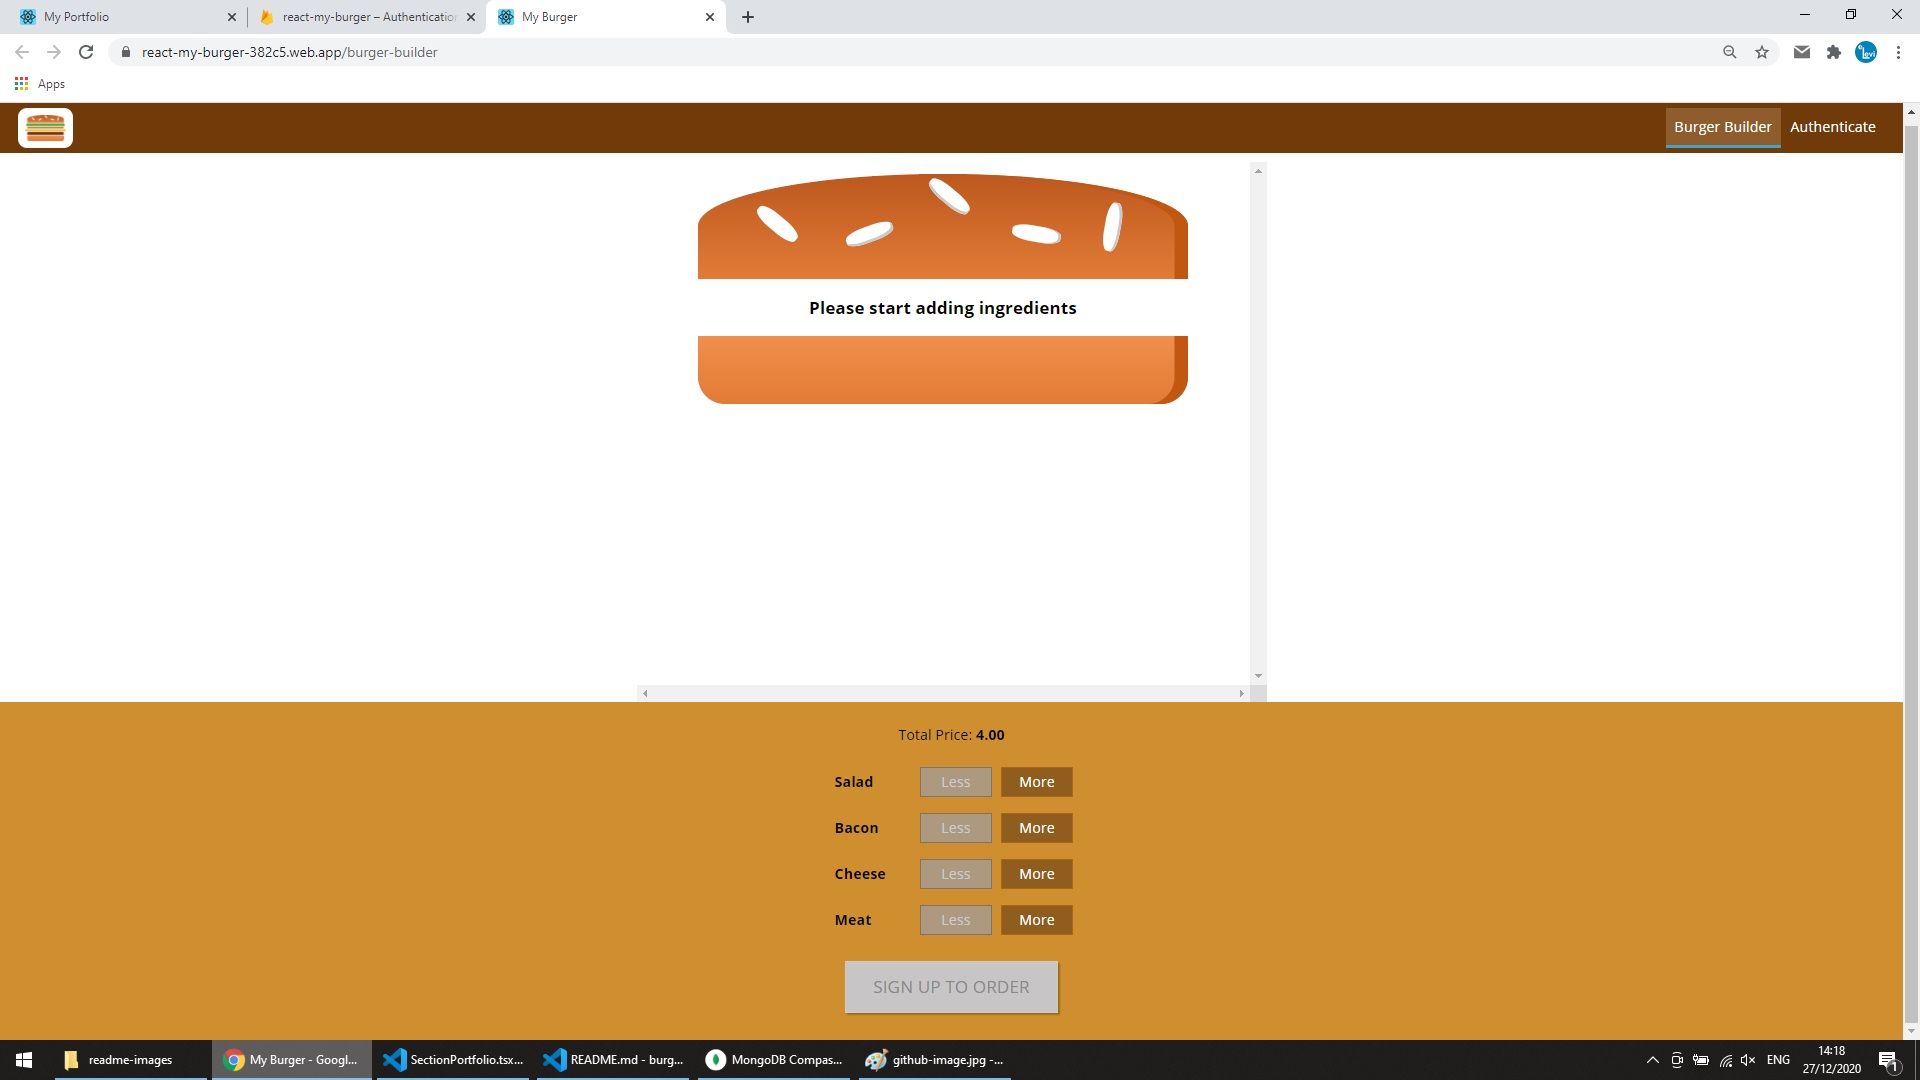 My Portfolio
react-my-burger – Authentication
My Burger
react-my-burger-382c5.web.app/burger-builder
Apps
Burger Builder Authenticate
Please start adding ingredients
Total Price: 4.00
Salad Less More
Bacon Less More
Cheese Less More
Meat Less More
SIGN UP TO ORDER
readme-images
My Burger - Googl...
SectionPortfolio.tsx...
README.md - burg...
MongoDB Compas...
github-image.jpg -...
ENG
14:18
27/12/2020
1